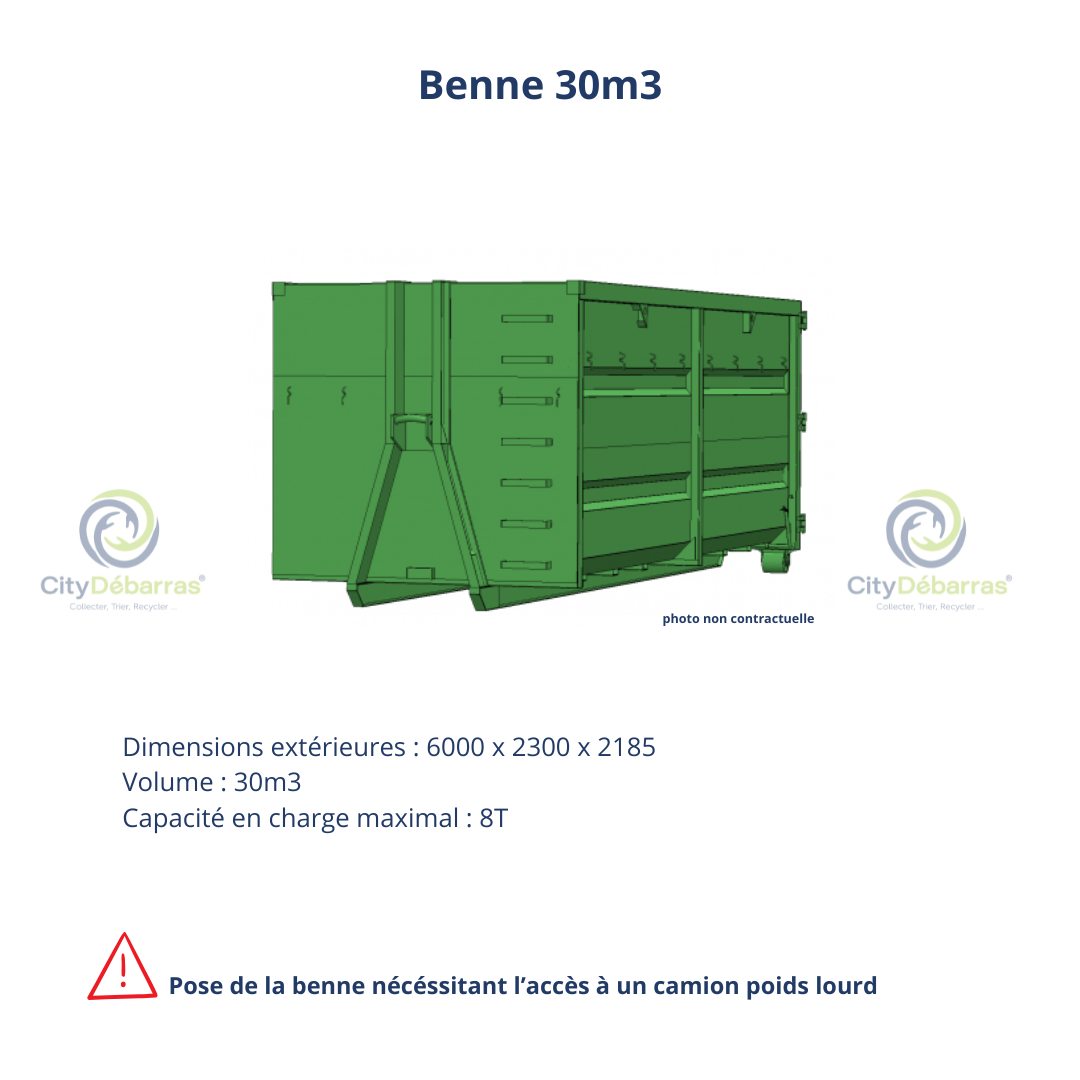 Benne 30m3
CityDébarras®
Collecter, Trier, Recycler ...
CityDébarras®
Collecter, Trier, Recycler ...
photo non contractuelle
Dimensions extérieures : 6000 x 2300 x 2185
Volume : 30m3
Capacité en charge maximal : 8T
Pose de la benne nécéssitant l’accès à un camion poids lourd